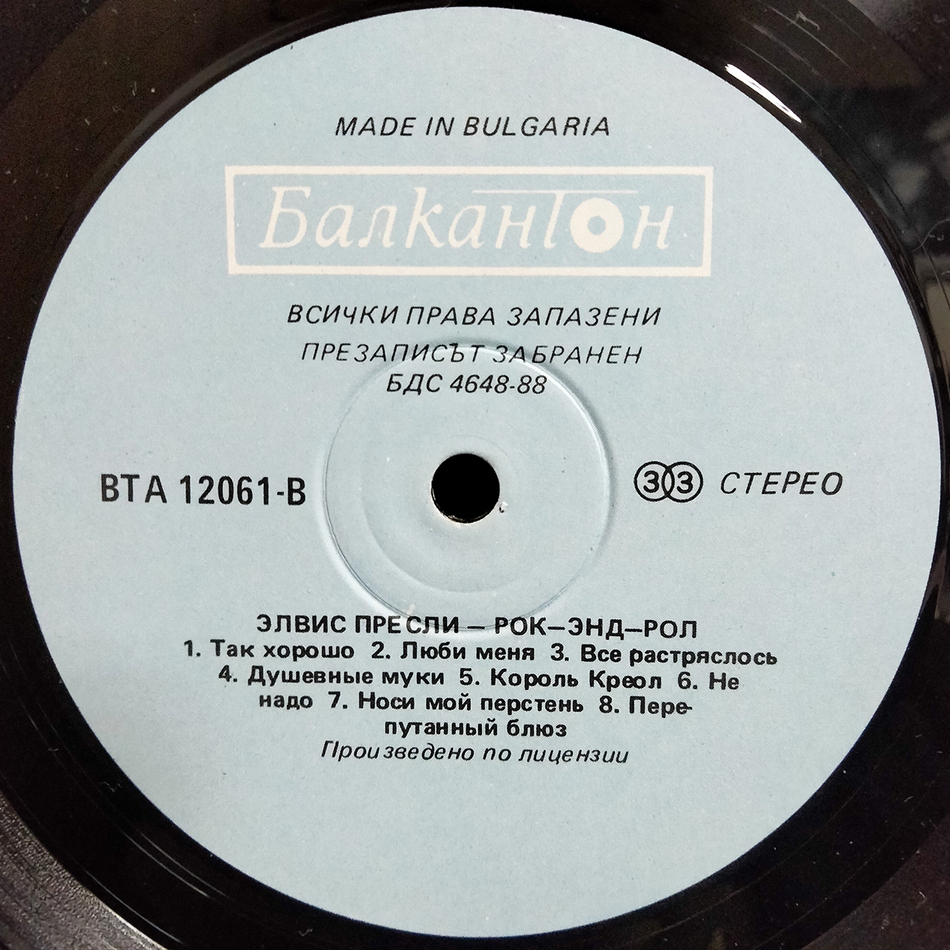 MADE IN BULGARIA
Балкантон
ВСИЧКИ ПРАВА ЗАПАЗЕНИ
ПРЕЗАПИСЪТ ЗАБРАНЕН
БДС 4648-88
ВТА 12061-В
33 СТЕРЕО
ЭЛВИС ПРЕСЛИ — РОК—ЭНД—РОЛ
1. Так хорошо 2. Люби меня 3. Все растряслось
4. Душевные муки 5. Король Креол 6. Не
надо 7. Носи мой перстень 8. Пере-
путанный блюз
Произведено по лицензии